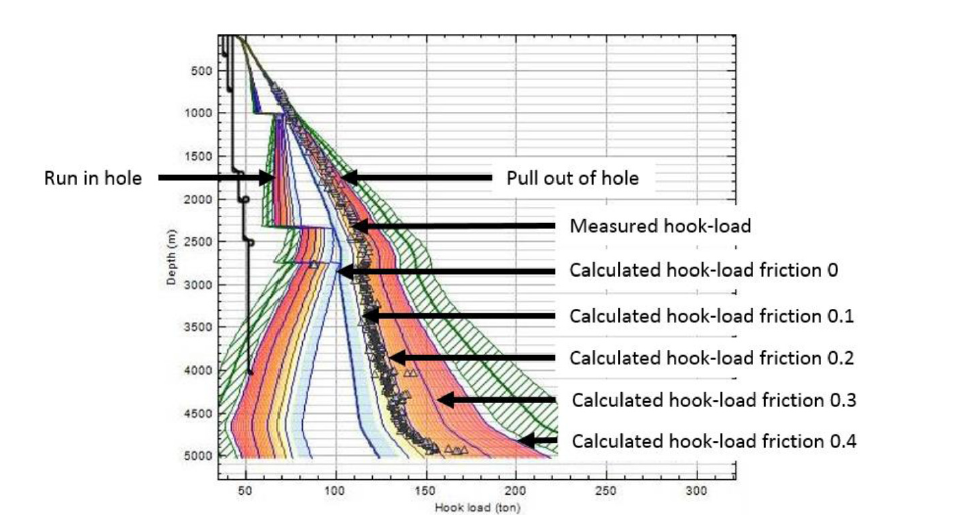 500
1000
1500
Run in hole
Pull out of hole
2000
Measured hook-load
2500
Depth (m)
Calculated hook-load friction 0
3000
Calculated hook-load friction 0.1
3500
Calculated hook-load friction 0.2
4000
Calculated hook-load friction 0.3
4500
Calculated hook-load friction 0.4
5000
50 100 150 200 250 300
Hook load (ton)